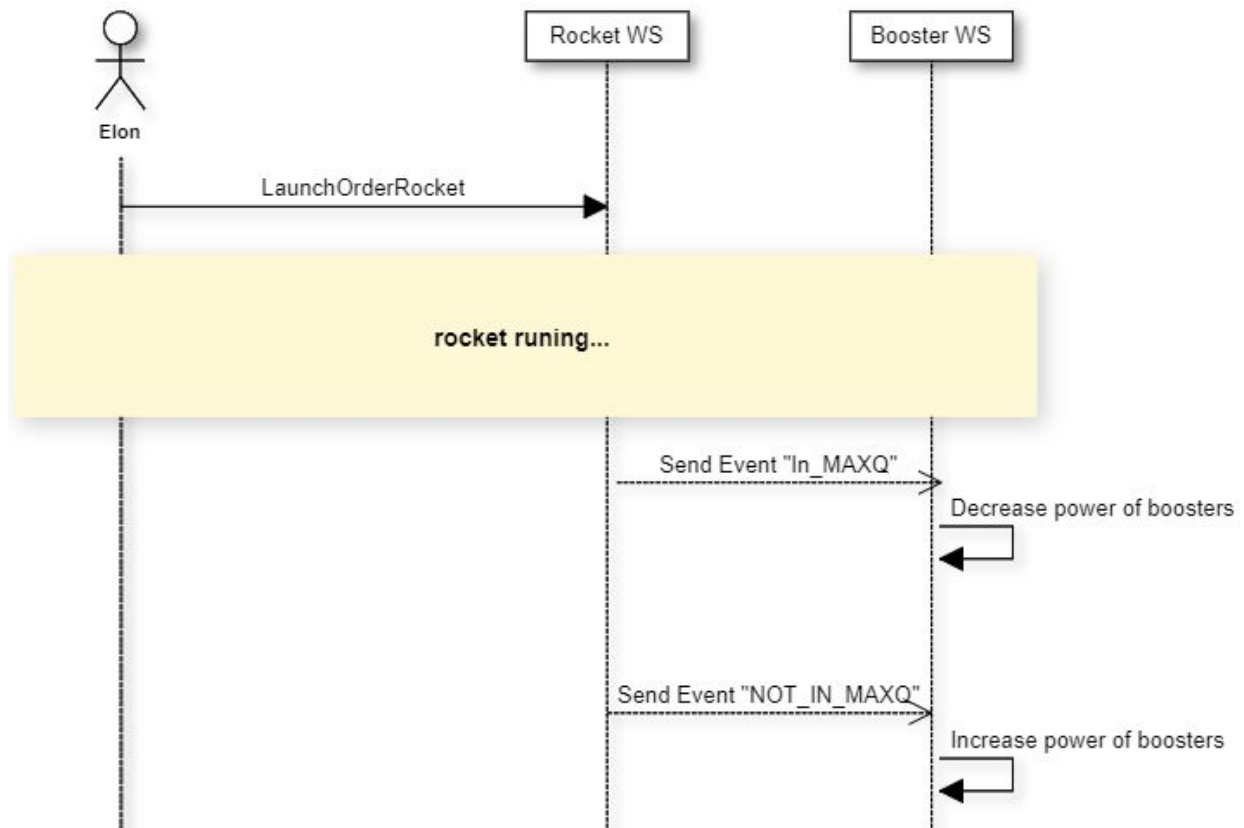 Rocket WS
Booster WS
Elon
LaunchOrderRocket
rocket runing...
Send Event "In_MAXQ"
Decrease power of boosters
Send Event "NOT_IN_MAXQ"
Increase power of boosters